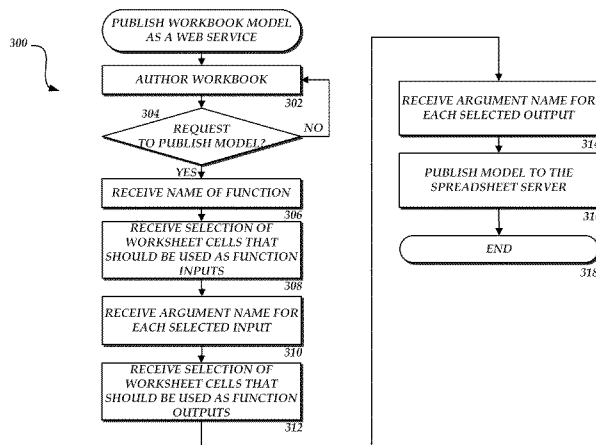 PUBLISH WORKBOOK MODEL
AS A WEB SERVICE
300
AUTHOR WORKBOOK
302
304
REQUEST
TO PUBLISH MODEL?
NO
YES
RECEIVE NAME OF FUNCTION
306
RECEIVE SELECTION OF
WORKSHEET CELLS THAT
SHOULD BE USED AS FUNCTION
INPUTS
308
RECEIVE ARGUMENT NAME FOR
EACH SELECTED INPUT
310
RECEIVE SELECTION OF
WORKSHEET CELLS THAT
SHOULD BE USED AS FUNCTION
OUTPUTS
312
RECEIVE ARGUMENT NAME FOR
EACH SELECTED OUTPUT
314
PUBLISH MODEL TO THE
SPREADSHEET SERVER
END
318